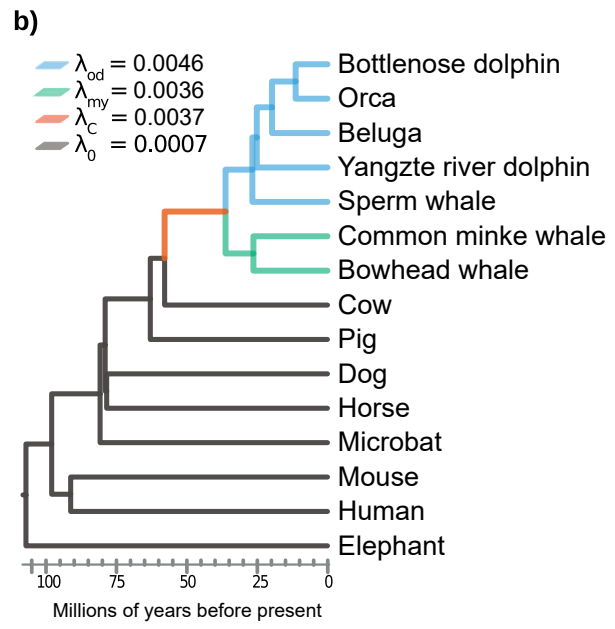 b)
λod = 0.0046
λmy = 0.0036
λC = 0.0037
λ0 = 0.0007
Bottlenose dolphin
Orca
Beluga
Yangzte river dolphin
Sperm whale
Common minke whale
Bowhead whale
Cow
Pig
Dog
Horse
Microbat
Mouse
Human
Elephant
100 75 50 25 0
Millions of years before present